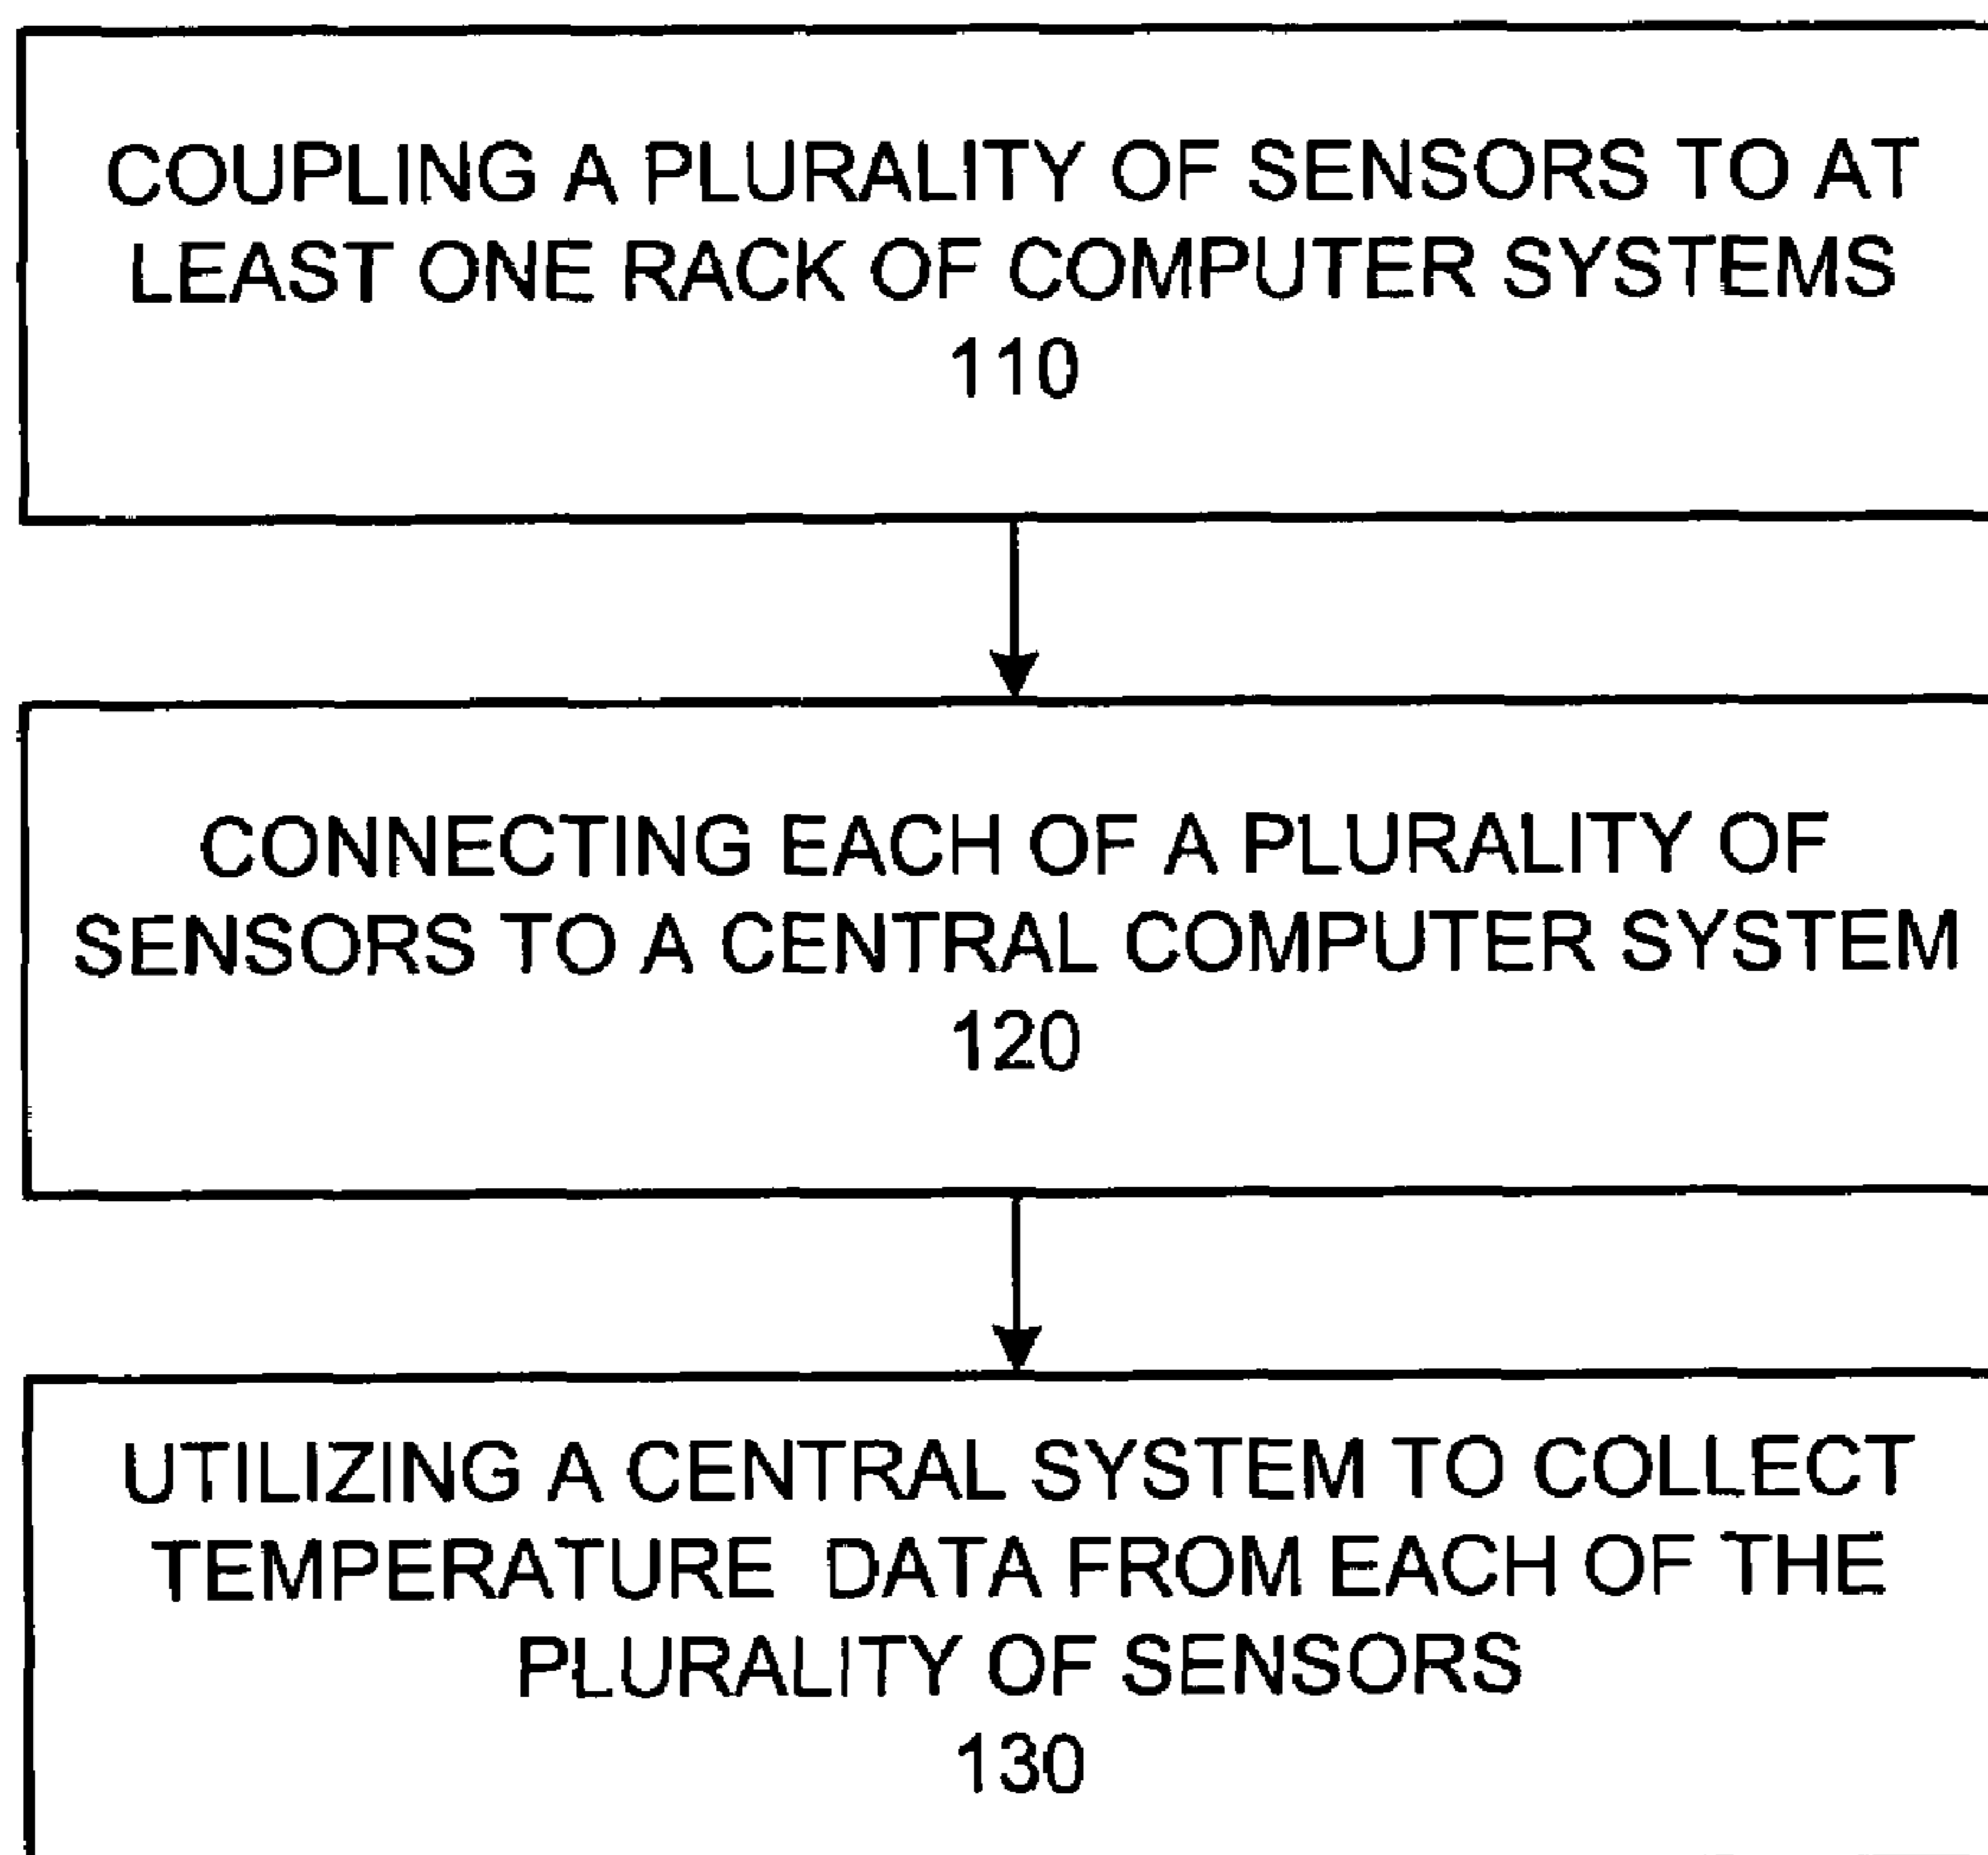 COUPLING A PLURALITY OF SENSORS TO AT
LEAST ONE RACK OF COMPUTER SYSTEMS
110
CONNECTING EACH OF A PLURALITY OF
SENSORS TO A CENTRAL COMPUTER SYSTEM
120
UTILIZING A CENTRAL SYSTEM TO COLLECT
TEMPERATURE DATA FROM EACH OF THE
PLURALITY OF SENSORS
130